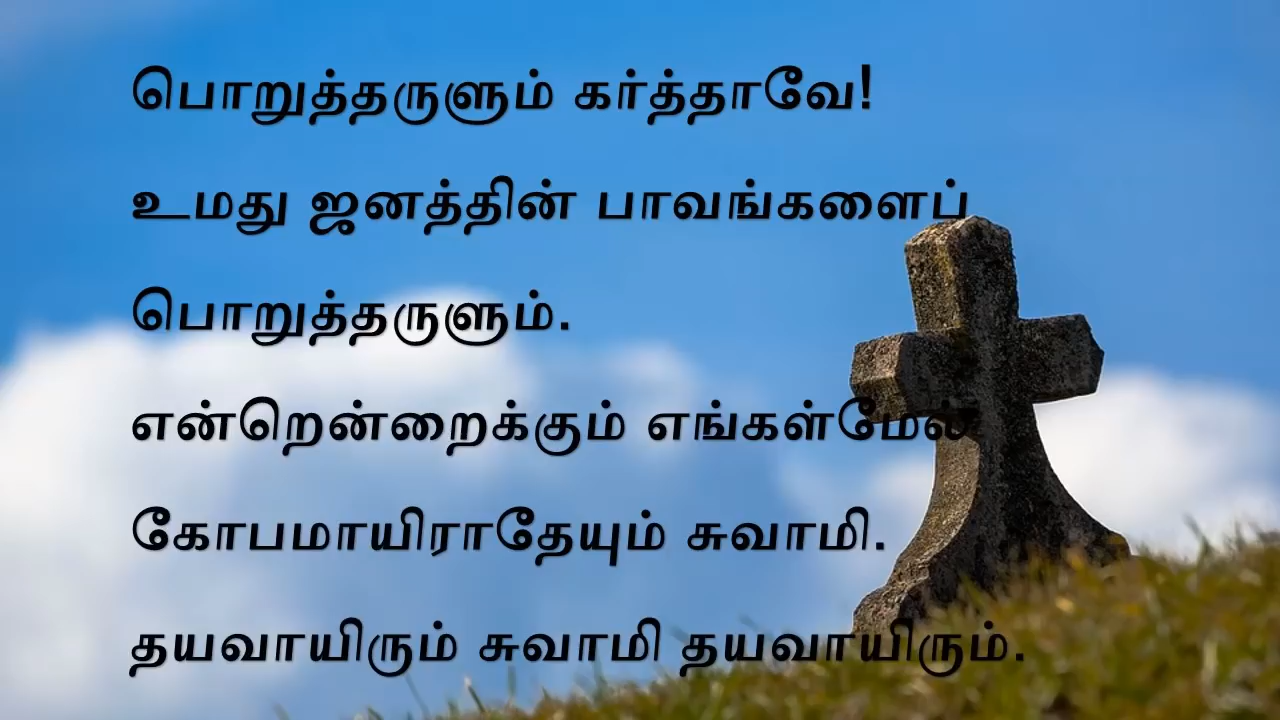 பொறுத்தருளும் கர்த்தாவே!
உமது ஜனத்தின் பாவங்களைப்
பொறுத்தருளும்.
என்றென்றைக்கும் எங்கள்மேல்
கோபமாயிராதேயும் சுவாமி.
தயவாயிரும் சுவாமி தயவாயிரும்.